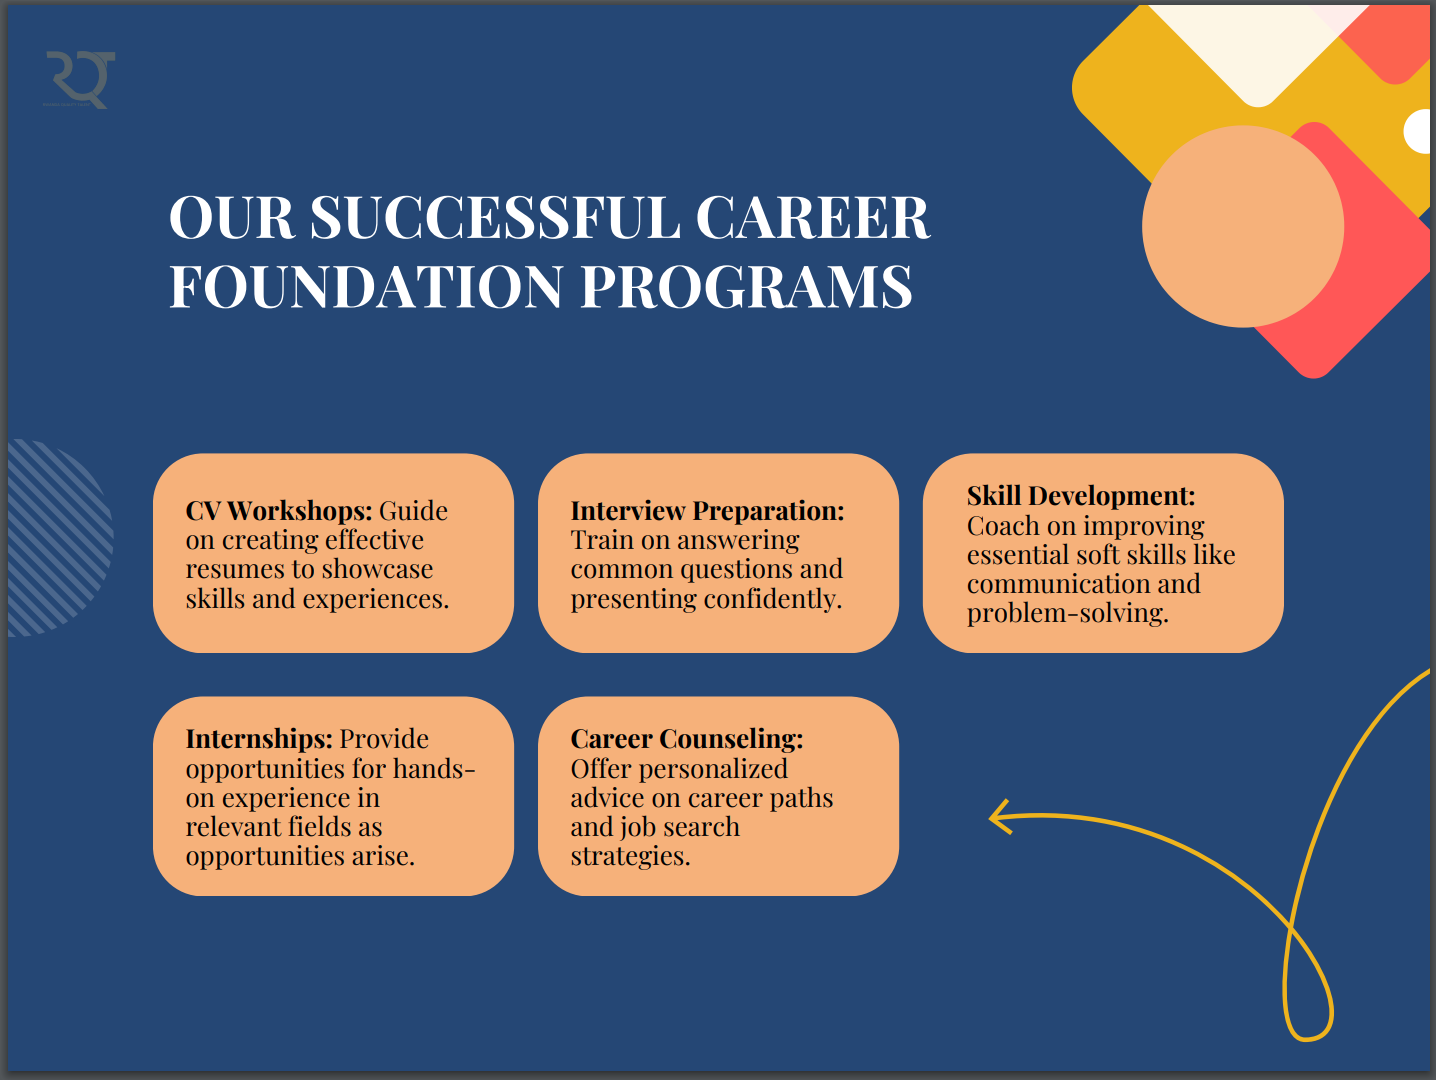 RQT
OUR SUCCESSFUL CAREER
FOUNDATION PROGRAMS
CV Workshops: Guide
on creating effective
resumes to showcase
skills and experiences.
Interview Preparation:
Train on answering
common questions and
presenting confidently.
Skill Development:
Coach on improving
essential soft skills like
communication and
problem-solving.
Internships: Provide
opportunities for hands-
on experience in
relevant fields as
opportunities arise.
Career Counseling:
Offer personalized
advice on career paths
and job search
strategies.